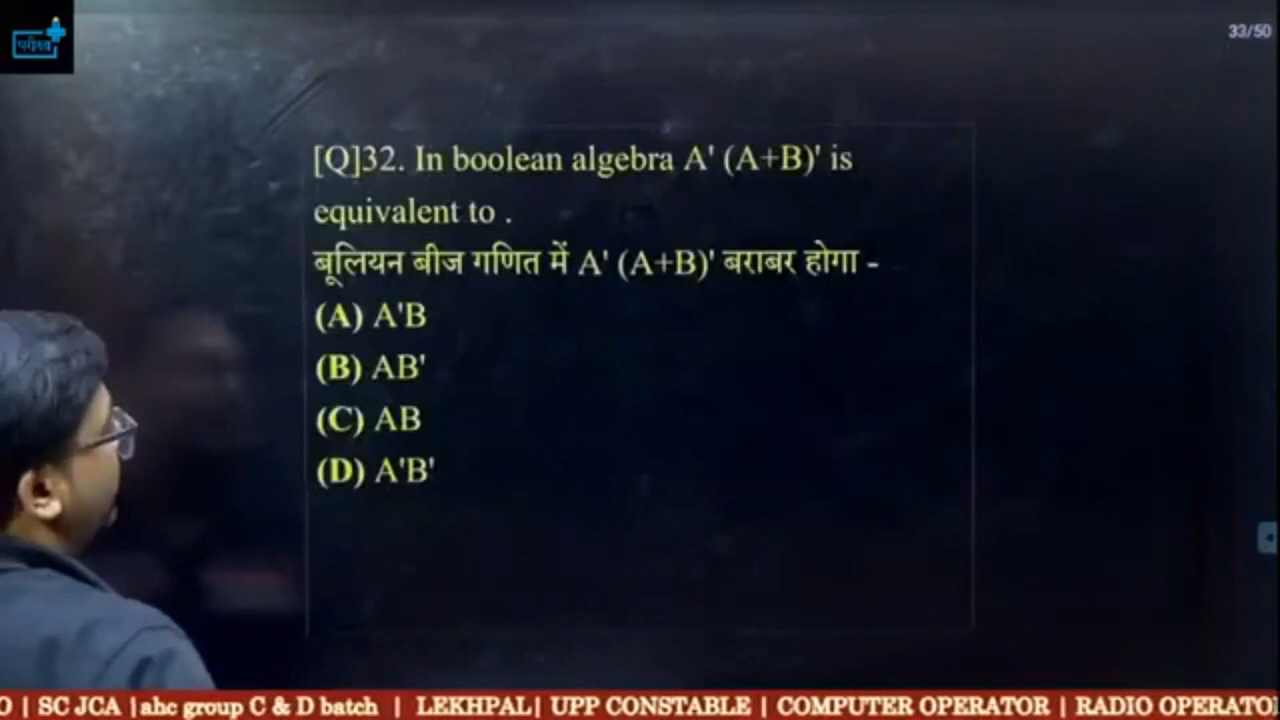 पर्रीक्षा
33/50
[Q]32. In boolean algebra A' (A+B)' is
equivalent to .
बूलियन बीज गणित में A' (A+B)' बराबर होगा -
(A) A'B
(B) AB'
(C) AB
(D) A'B'
O | SC JCA |ahc group C & D batch | LEKHPAL| UPP CONSTABLE | COMPUTER OPERATOR | RADIO OPERATO